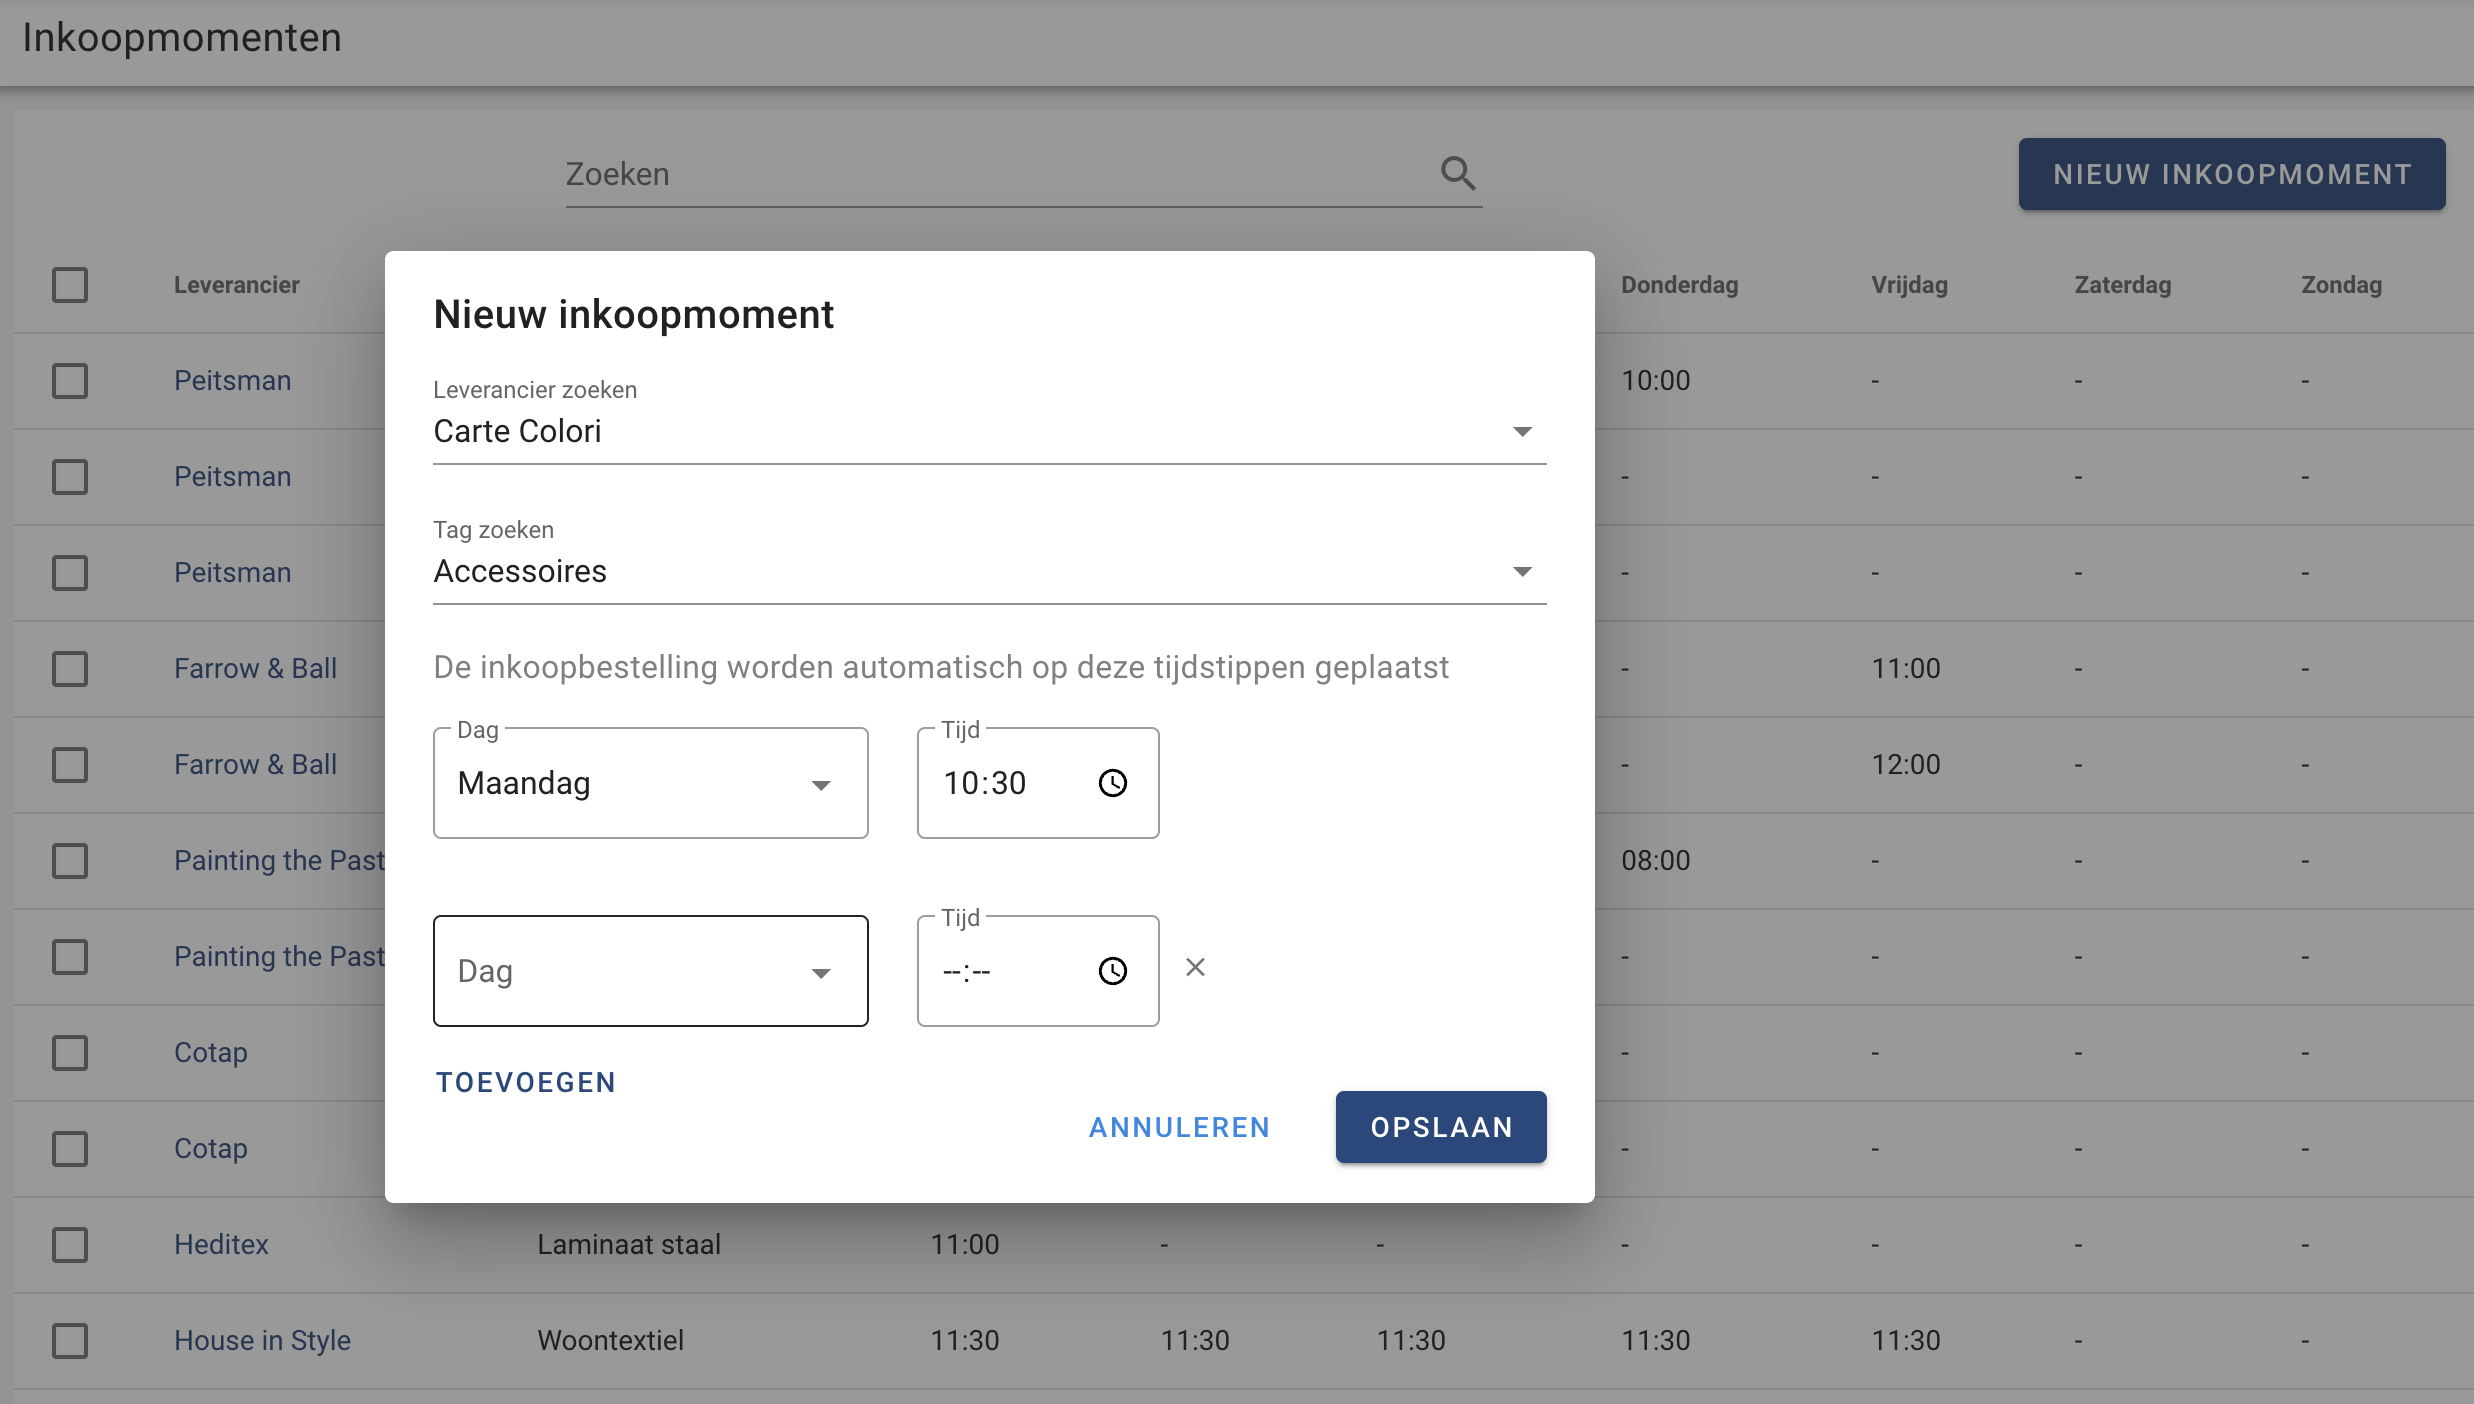 Inkoopmomenten
Zoeken
NIEUW INKOOPMOMENT
Leverancier Donderdag Vrijdag Zaterdag Zondag
Peitsman 10:00 - - -
Peitsman - - - -
Peitsman - - - -
Farrow & Ball - 11:00 - -
Farrow & Ball - 12:00 - -
Painting the Past 08:00 - - -
Painting the Past - - - -
Cotap - - - -
Cotap - - - -
Heditex Laminaat staal 11:00 - - - - - -
House in Style Woontextiel 11:30 11:30 11:30 11:30 11:30 - -
Nieuw inkoopmoment
Leverancier zoeken
Carte Colori
Tag zoeken
Accessoires
De inkoopbestelling worden automatisch op deze tijdstippen geplaatst
Dag Tijd
Maandag 10:30
Tijd
Dag --:--
TOEVOEGEN
ANNULEREN OPSLAAN